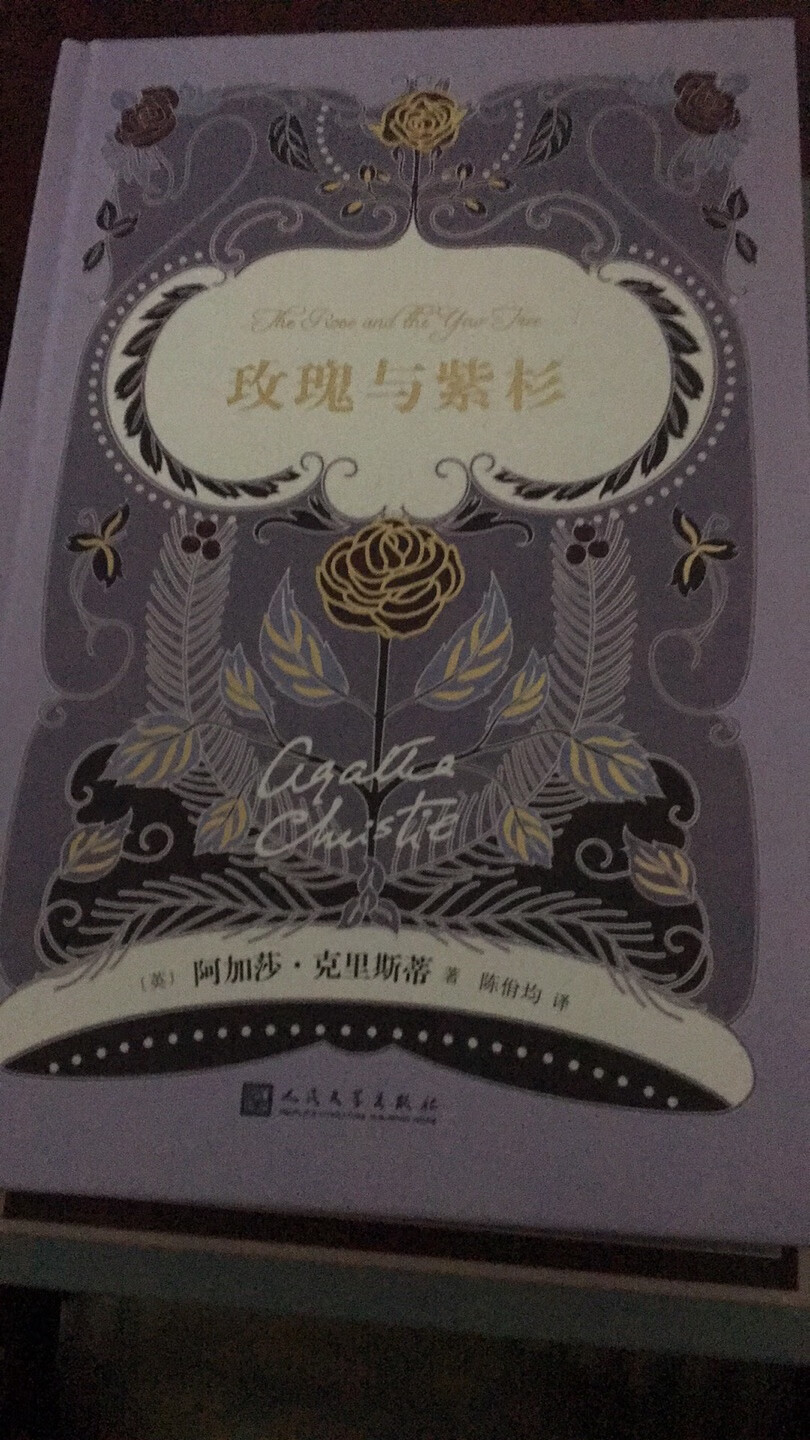 The Rose and the Yew Tree
玫瑰与紫杉
Agatha
Christie
〔英〕阿加莎·克里斯蒂 著 陈佾均 译
人民文学出版社